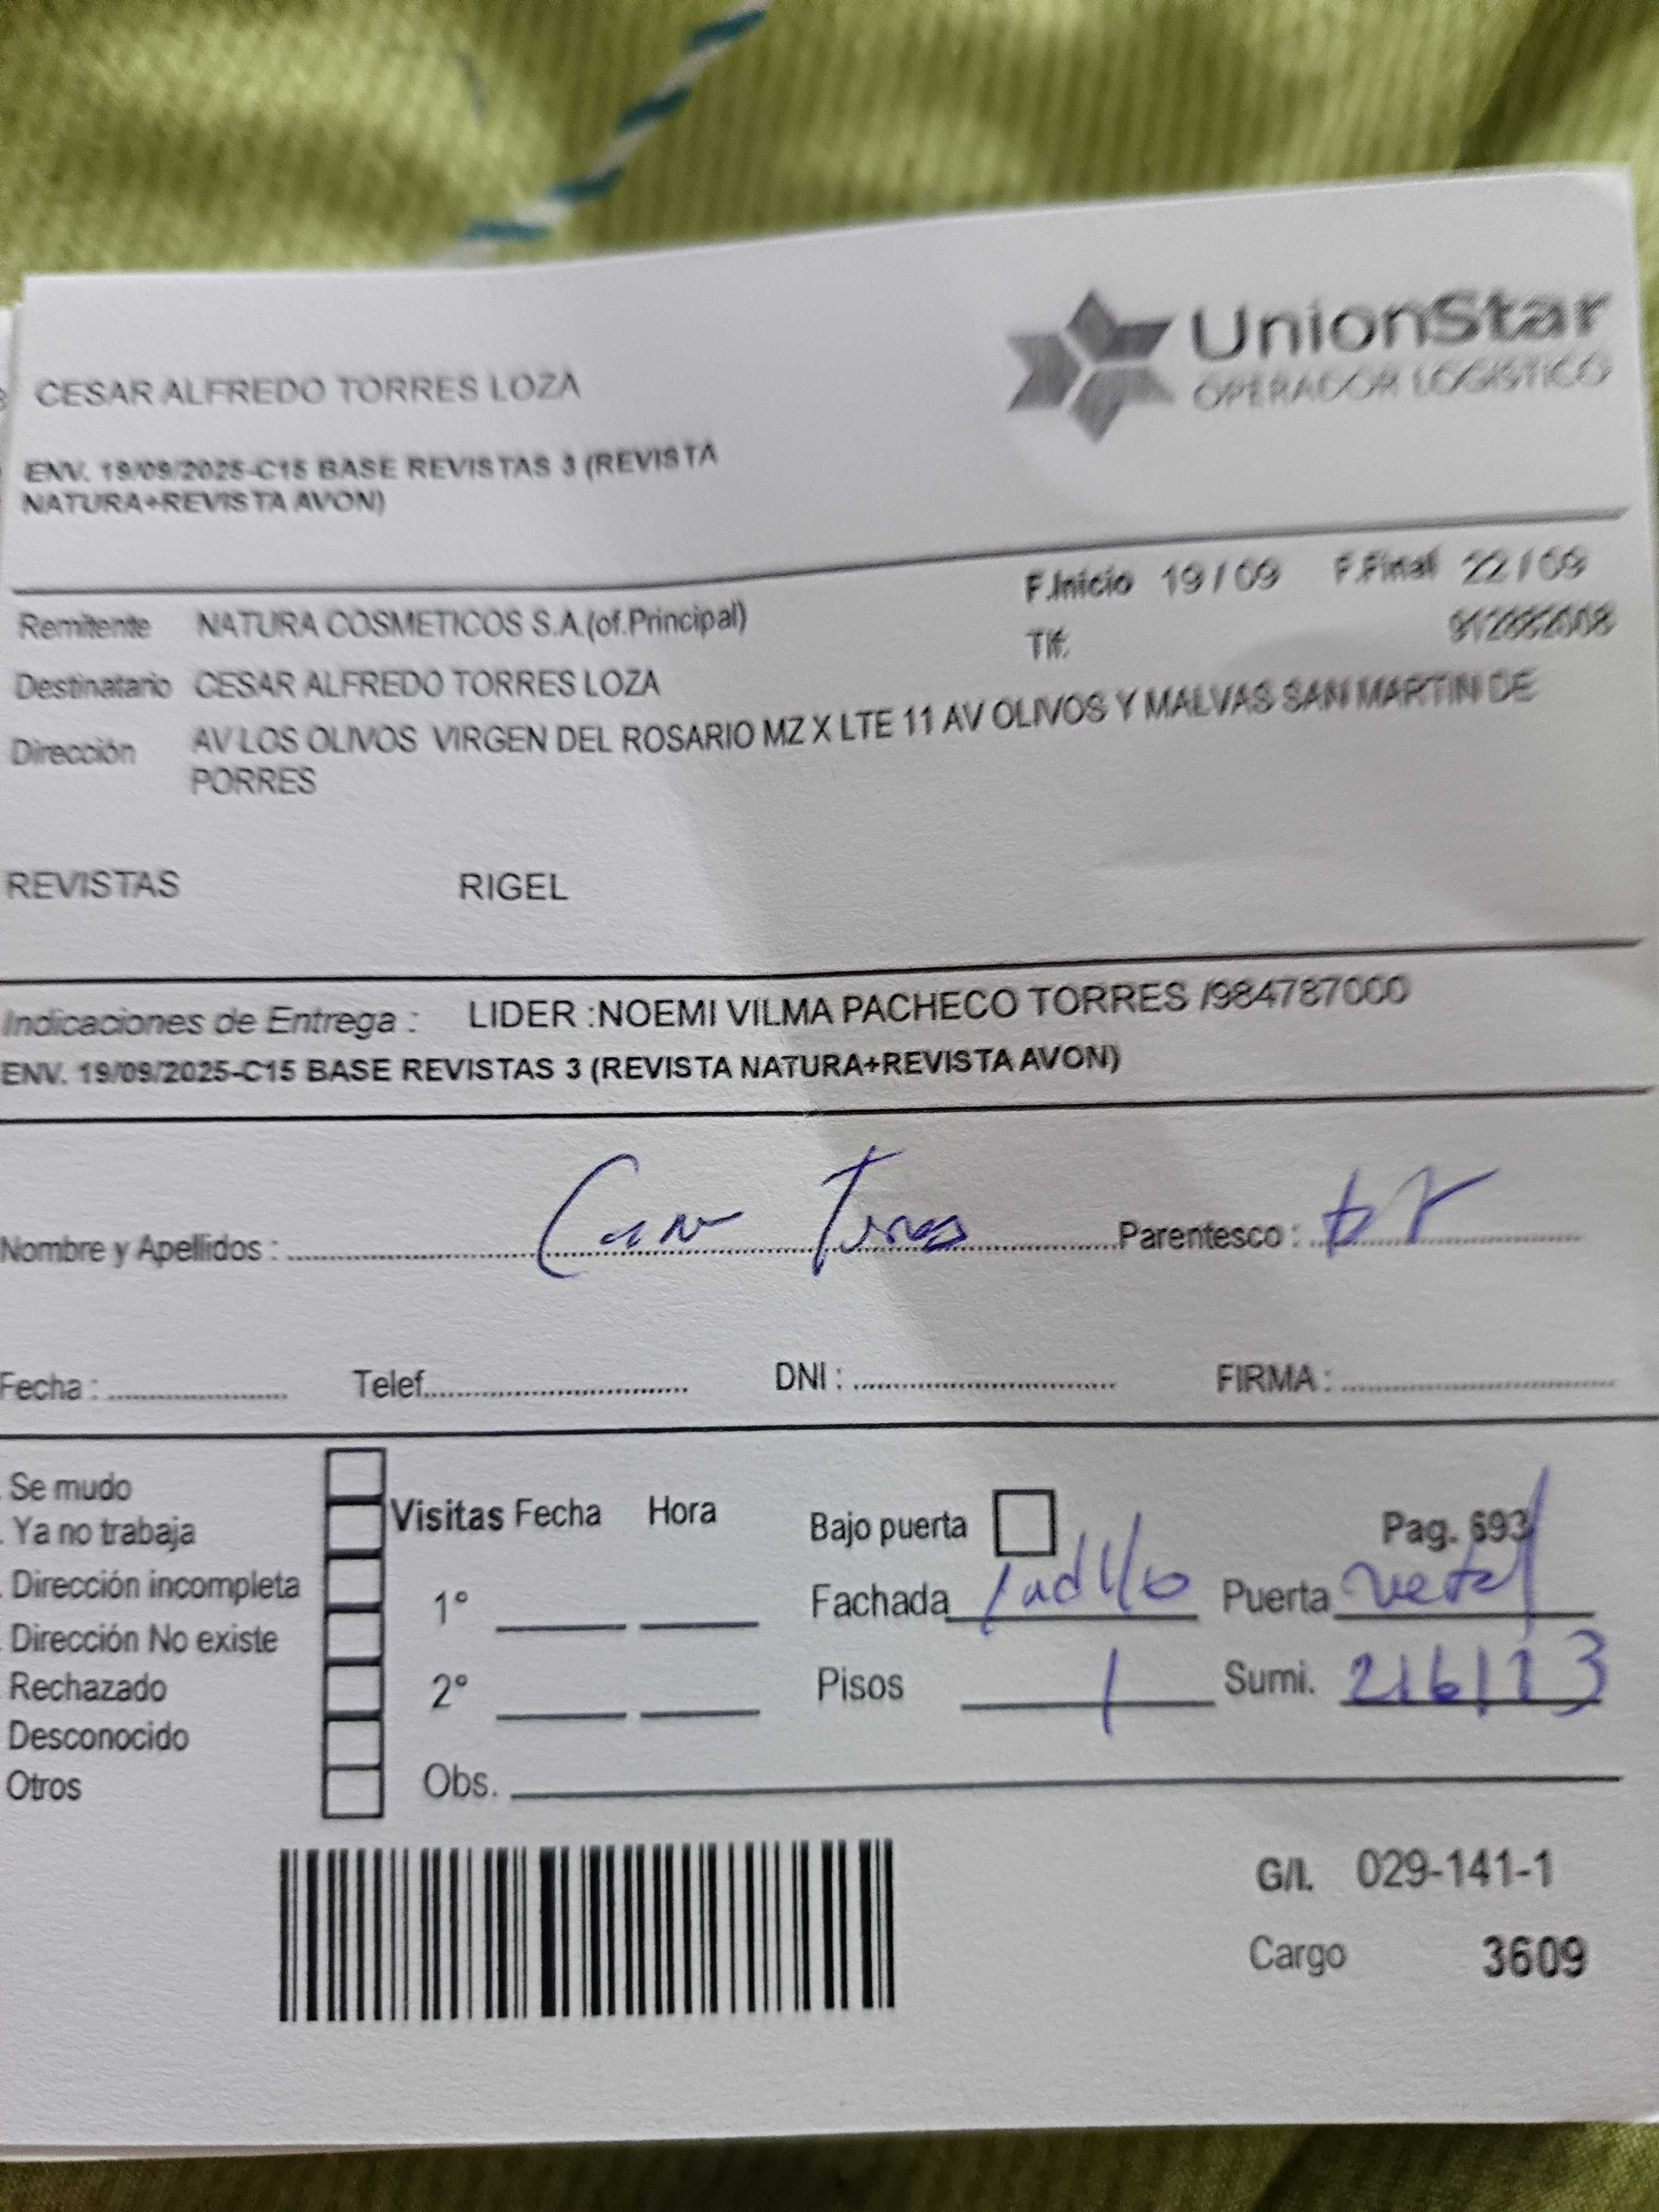 UnionStar
OPERADOR LOGISTICO
CESAR ALFREDO TORRES LOZA
ENV. 19/09/2025-C15 BASE REVISTAS 3 (REVISTA
NATURA+REVISTA AVON)
F.Inicio 19 / 09 F.Final 22 / 09
Remitente NATURA COSMETICOS S.A.(of.Principal)
Tlf.
Destinatario CESAR ALFREDO TORRES LOZA
Dirección AV LOS OLIVOS VIRGEN DEL ROSARIO MZ X LTE 11 AV OLIVOS Y MALVAS SAN MARTIN DE
PORRES
REVISTAS RIGEL
Indicaciones de Entrega : LIDER :NOEMI VILMA PACHECO TORRES /984787000
ENV. 19/09/2025-C15 BASE REVISTAS 3 (REVISTA NATURA+REVISTA AVON)
Nombre y Apellidos : Torres Parentesco :
Fecha : Telef. DNI : FIRMA :
Se mudo
Ya no trabaja
Dirección incompleta
Dirección No existe
Rechazado
Desconocido
Otros
Visitas Fecha Hora
1°
2°
Obs.
Bajo puerta Pag. 693
Fachada Ladillo Puerta metal
Pisos 1 Sumi.
G/I. 029-141-1
Cargo 3609